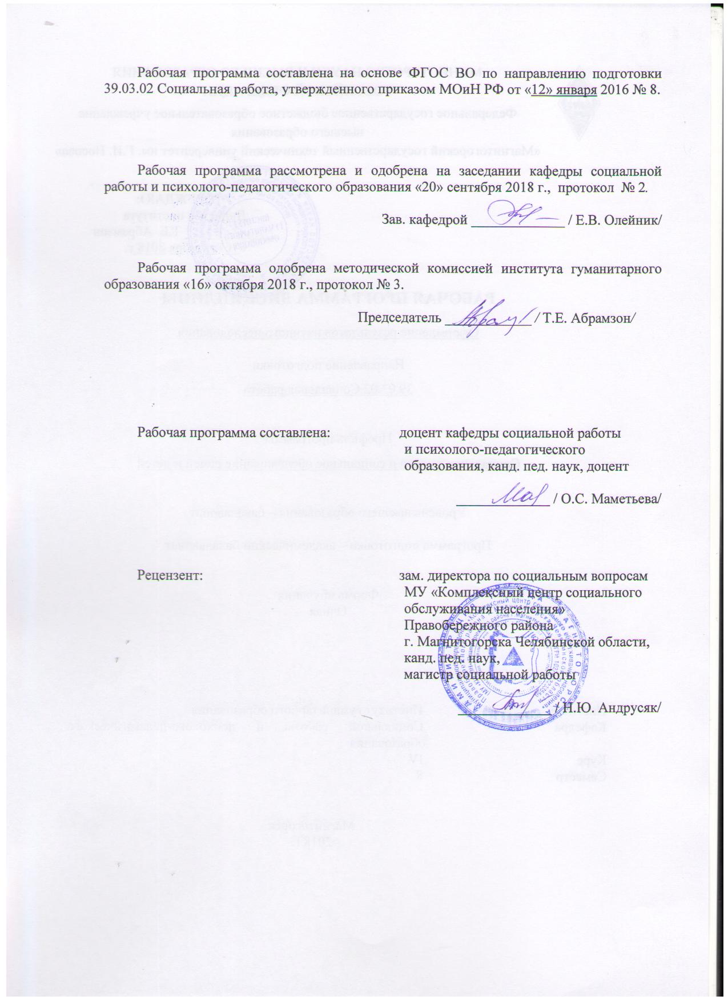 Рабочая программа составлена на основе ФГОС ВО по направлению подготовки
39.03.02 Социальная работа, утвержденного приказом МОиН РФ от «12» января 2016 № 8.
Рабочая программа рассмотрена и одобрена на заседании кафедры социальной
работы и психолого-педагогического образования «20» сентября 2018 г., протокол № 2.
Зав. кафедрой _____________ / Е.В. Олейник/
Рабочая программа одобрена методической комиссией института гуманитарного
образования «16» октября 2018 г., протокол № 3.
Председатель ____________ / Т.Е. Абрамзон/
Рабочая программа составлена: доцент кафедры социальной работы
и психолого-педагогического
образования, канд. пед. наук, доцент
_____________ / О.С. Маметьева/
Рецензент: зам. директора по социальным вопросам
МУ «Комплексный центр социального
обслуживания населения»
Правобережного района
г. Магнитогорска Челябинской области,
канд. пед. наук,
магистр социальной работы
_____________ / Н.Ю. Андрусяк/